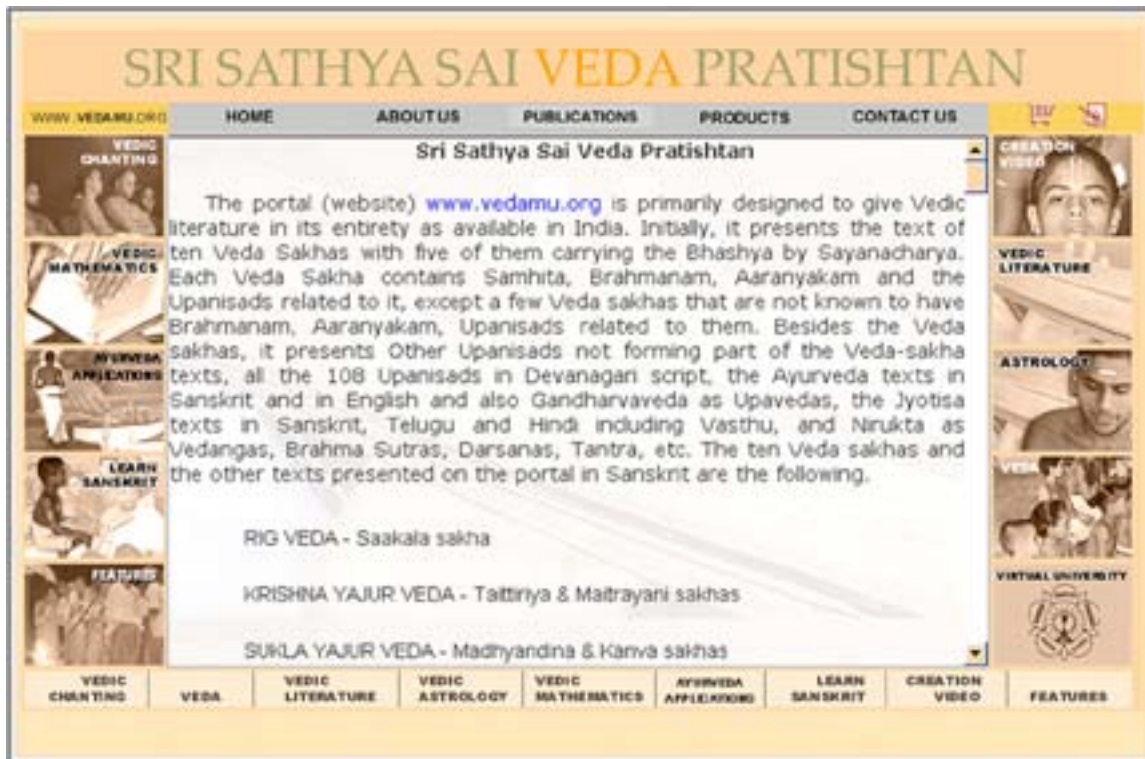 SRI SATHYA SAI VEDA PRATISHTAN
WWW.VEDAMU.ORG
HOME
ABOUT US
PUBLICATIONS
PRODUCTS
CONTACT US
VEDIC
CHANTING
VEDIC
MATHEMATICS
AYURVEDA
APPLICATIONS
LEARN
SANSKRIT
FEATURES
Sri Sathya Sai Veda Pratishtan
The portal (website) www.vedamu.org is primarily designed to give Vedic
literature in its entirety as available in India. Initially, it presents the text of
ten Veda Sakhas with five of them carrying the Bhashya by Sayanacharya.
Each Veda Sakha contains Samhita, Brahmanam, Aaranyakam and the
Upanisads related to it, except a few Veda sakhas that are not known to have
Brahmanam, Aaranyakam, Upanisads related to them. Besides the Veda
sakhas, it presents Other Upanisads not forming part of the Veda-sakha
texts, all the 108 Upanisads in Devanagari script, the Ayurveda texts in
Sanskrit and in English and also Gandharvaveda as Upavedas, the Jyotisa
texts in Sanskrit, Telugu and Hindi including Vasthu, and Nirukta as
Vedangas, Brahma Sutras, Darsanas, Tantra, etc. The ten Veda sakhas and
the other texts presented on the portal in Sanskrit are the following.
RIG VEDA - Saakala sakha
KRISHNA YAJUR VEDA - Taittiriya & Maitrayani sakhas
SUKLA YAJUR VEDA - Madhyandina & Kanva sakhas
CREATION
VIDEO
VEDIC
LITERATURE
ASTROLOGY
VEDA
VIRTUAL UNIVERSITY
VEDIC
CHANTING
VEDA
VEDIC
LITERATURE
VEDIC
ASTROLOGY
VEDIC
MATHEMATICS
AYURVEDA
APPLICATIONS
LEARN
SANSKRIT
CREATION
VIDEO
FEATURES